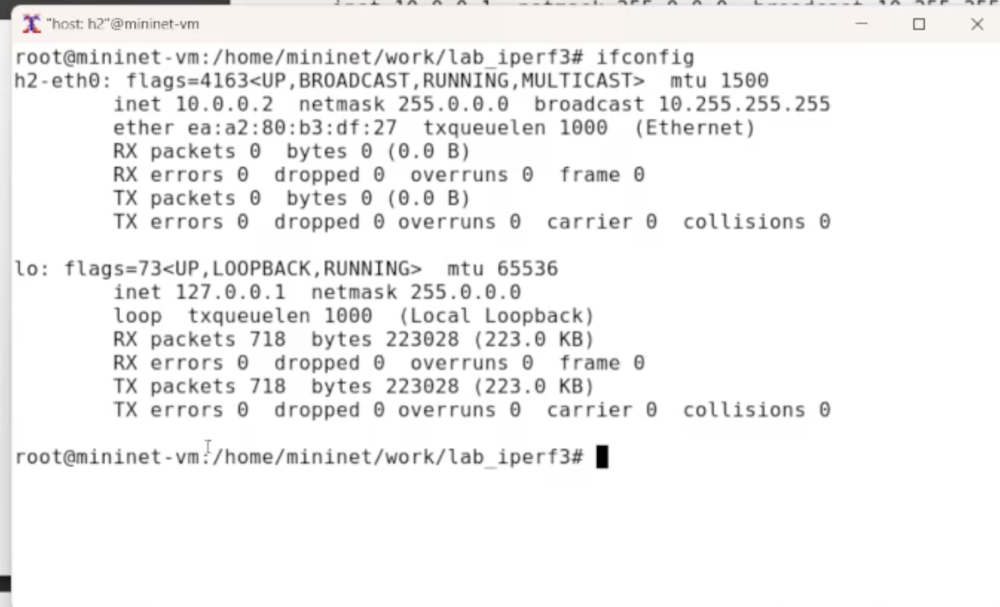 "host: h2"@mininet-vm
root@mininet-vm:/home/mininet/work/lab_iperf3# ifconfig
h2-eth0: flags=4163<UP,BROADCAST,RUNNING,MULTICAST>  mtu 1500
        inet 10.0.0.2  netmask 255.0.0.0  broadcast 10.255.255.255
        ether ea:a2:80:b3:df:27  txqueuelen 1000  (Ethernet)
        RX packets 0  bytes 0 (0.0 B)
        RX errors 0  dropped 0  overruns 0  frame 0
        TX packets 0  bytes 0 (0.0 B)
        TX errors 0  dropped 0 overruns 0  carrier 0  collisions 0

lo: flags=73<UP,LOOPBACK,RUNNING>  mtu 65536
        inet 127.0.0.1  netmask 255.0.0.0
        loop  txqueuelen 1000  (Local Loopback)
        RX packets 718  bytes 223028 (223.0 KB)
        RX errors 0  dropped 0  overruns 0  frame 0
        TX packets 718  bytes 223028 (223.0 KB)
        TX errors 0  dropped 0 overruns 0  carrier 0  collisions 0

root@mininet-vm:/home/mininet/work/lab_iperf3#